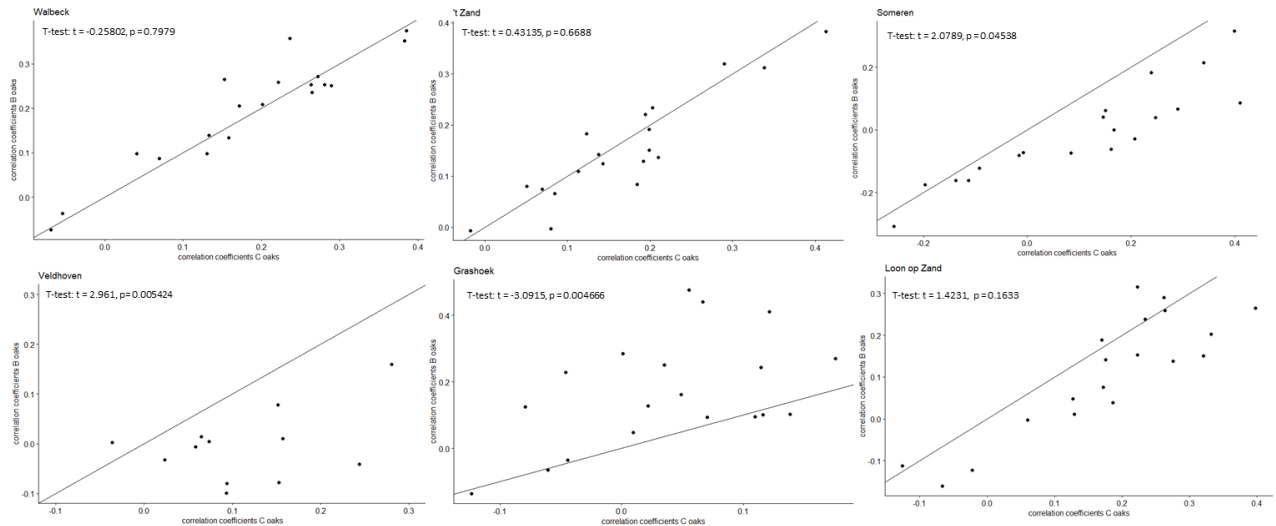 Walbeck
T-test: t = -0.25802, p = 0.7979
correlation coefficients B oaks
0.3
0.2
0.1
0.0
0.0 0.1 0.2 0.3 0.4
correlation coefficients C oaks
't Zand
T-test: t = 0.43135, p = 0.6688
correlation coefficients B oaks
0.4
0.3
0.2
0.1
0.0
0.0 0.1 0.2 0.3 0.4
correlation coefficients C oaks
Someren
T-test: t = 2.0789, p = 0.04538
correlation coefficients B oaks
0.2
0.0
-0.2
-0.2 0.0 0.2 0.4
correlation coefficients C oaks
Veldhoven
T-test: t = 2.961, p=0.005424
correlation coefficients B oaks
0.3
0.2
0.1
0.0
-0.1
-0.1 0.0 0.1 0.2 0.3
correlation coefficients C oaks
Grashoek
T-test: t = -3.0915, p = 0.004666
correlation coefficients B oaks
0.4
0.2
0.0
-0.1 0.0 0.1
correlation coefficients C oaks
Loon op Zand
T-test: t = 1.4231, p = 0.1633
correlation coefficients B oaks
0.3
0.2
0.1
0.0
-0.1
-0.1 0.0 0.1 0.2 0.3 0.4
correlation coefficients C oaks